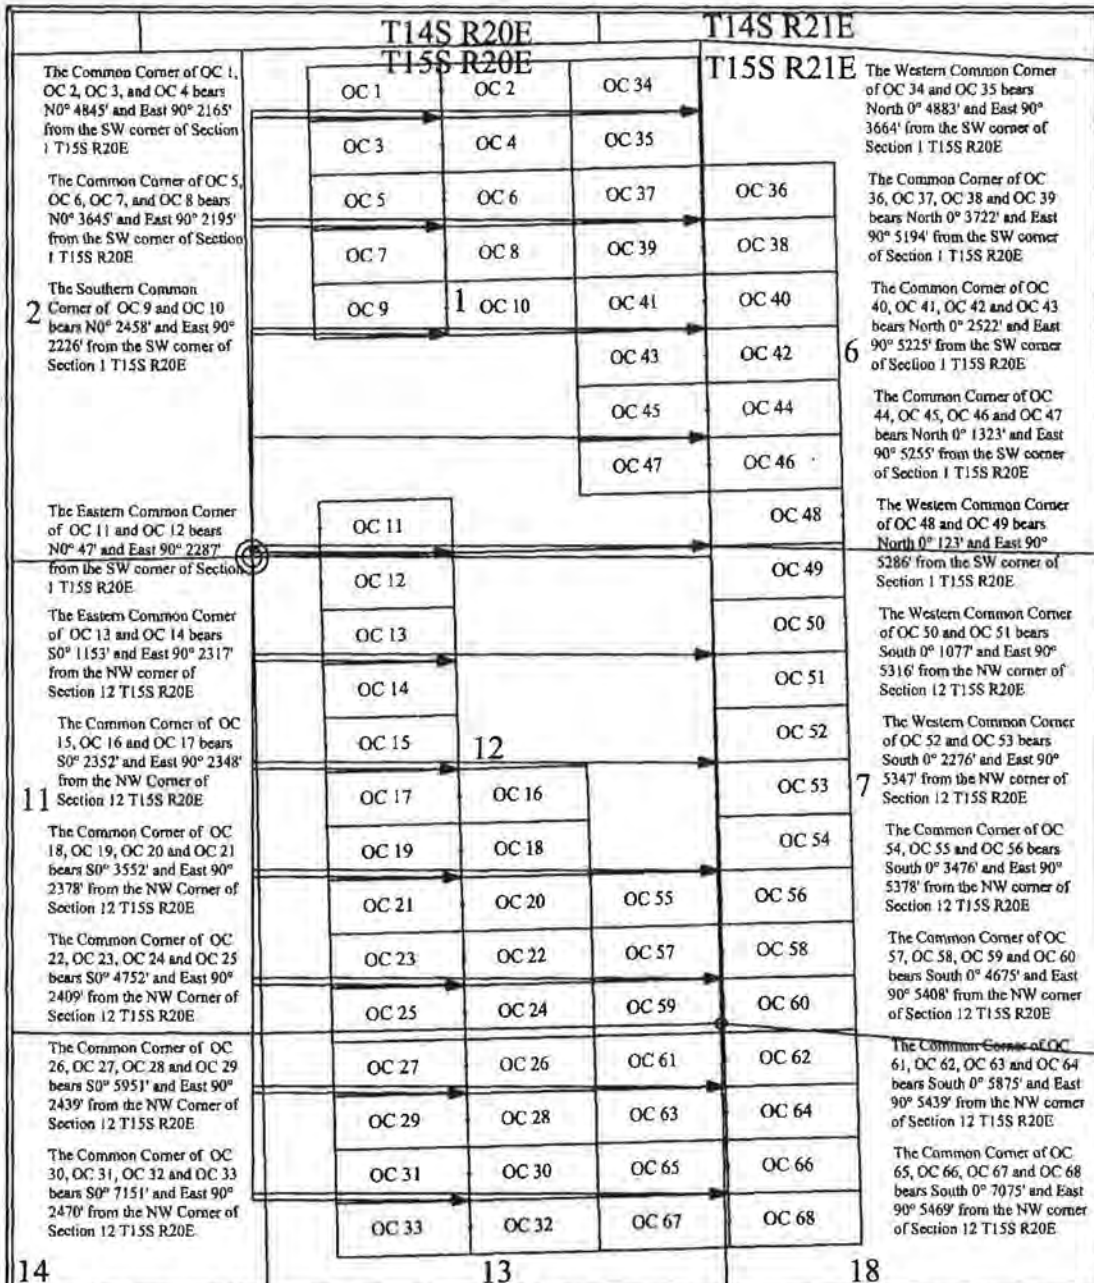 T14S R20E
T14S R21E
T15S R20E
T15S R21E
The Common Corner of OC 1,
OC 2, OC 3, and OC 4 bears
N0° 4845' and East 90° 2165'
from the SW corner of Section
1 T15S R20E
The Common Corner of OC 5,
OC 6, OC 7, and OC 8 bears
N0° 3645' and East 90° 2195'
from the SW corner of Section
1 T15S R20E
The Southern Common
Corner of OC 9 and OC 10
bears N0° 2458' and East 90°
2226' from the SW corner of
Section 1 T15S R20E
2
The Eastern Common Corner
of OC 11 and OC 12 bears
N0° 47' and East 90° 2287'
from the SW corner of Section
1 T15S R20E
The Eastern Common Corner
of OC 13 and OC 14 bears
S0° 1153' and East 90° 2317'
from the NW corner of
Section 12 T15S R20E
The Common Corner of OC
15, OC 16 and OC 17 bears
S0° 2352' and East 90° 2348'
from the NW Corner of
Section 12 T15S R20E
11
The Common Corner of OC
18, OC 19, OC 20 and OC 21
bears S0° 3552' and East 90°
2378' from the NW Corner of
Section 12 T15S R20E
The Common Corner of OC
22, OC 23, OC 24 and OC 25
bears S0° 4752' and East 90°
2409' from the NW Corner of
Section 12 T15S R20E
The Common Corner of OC
26, OC 27, OC 28 and OC 29
bears S0° 5951' and East 90°
2439' from the NW Corner of
Section 12 T15S R20E
The Common Corner of OC
30, OC 31, OC 32 and OC 33
bears S0° 7151' and East 90°
2470' from the NW Corner of
Section 12 T15S R20E
14
OC 1 OC 2 OC 34
OC 3 OC 4 OC 35
OC 5 OC 6 OC 37 OC 36
OC 7 OC 8 OC 39 OC 38
OC 9 1 OC 10 OC 41 OC 40
OC 43 OC 42
OC 45 OC 44
OC 47 OC 46
OC 11 OC 48
OC 12 OC 49
OC 13 OC 50
OC 14 OC 51
OC 15 12 OC 52
OC 17 OC 16 OC 53
OC 19 OC 18 OC 54
OC 21 OC 20 OC 55 OC 56
OC 23 OC 22 OC 57 OC 58
OC 25 OC 24 OC 59 OC 60
OC 27 OC 26 OC 61 OC 62
OC 29 OC 28 OC 63 OC 64
OC 31 OC 30 OC 65 OC 66
OC 33 OC 32 OC 67 OC 68
13
The Western Common Corner
of OC 34 and OC 35 bears
North 0° 4883' and East 90°
3664' from the SW corner of
Section 1 T15S R20E
The Common Corner of OC
36, OC 37, OC 38 and OC 39
bears North 0° 3722' and East
90° 5194' from the SW corner
of Section 1 T15S R20E
The Common Corner of OC
40, OC 41, OC 42 and OC 43
bears North 0° 2522' and East
90° 5225' from the SW corner
of Section 1 T15S R20E
6
The Common Corner of OC
44, OC 45, OC 46 and OC 47
bears North 0° 1323' and East
90° 5255' from the SW corner
of Section 1 T15S R20E
The Western Common Corner
of OC 48 and OC 49 bears
North 0° 123' and East 90°
5286' from the SW corner of
Section 1 T15S R20E
The Western Common Corner
of OC 50 and OC 51 bears
South 0° 1077' and East 90°
5316' from the NW corner of
Section 12 T15S R20E
The Western Common Corner
of OC 52 and OC 53 bears
South 0° 2276' and East 90°
5347' from the NW corner of
Section 12 T15S R20E
7
The Common Corner of OC
54, OC 55 and OC 56 bears
South 0° 3476' and East 90°
5378' from the NW corner of
Section 12 T15S R20E
The Common Corner of OC
57, OC 58, OC 59 and OC 60
bears South 0° 4675' and East
90° 5408' from the NW corner
of Section 12 T15S R20E
The Common Corner of OC
61, OC 62, OC 63 and OC 64
bears South 0° 5875' and East
90° 5439' from the NW corner
of Section 12 T15S R20E
The Common Corner of OC
65, OC 66, OC 67 and OC 68
bears South 0° 7075' and East
90° 5469' from the NW corner
of Section 12 T15S R20E
18